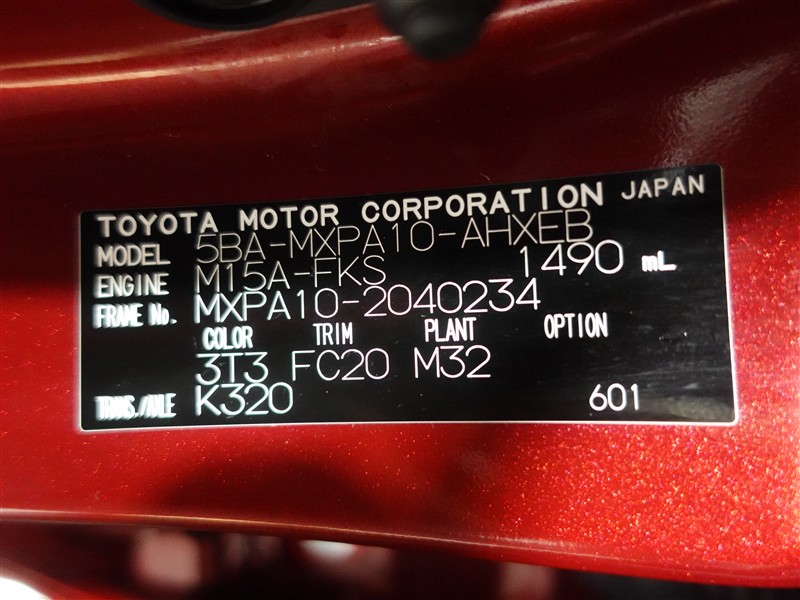 TOYOTA MOTOR CORPORATION JAPAN
MODEL 5BA-MXPA10-AHXEB
ENGINE M15A-FKS 1490 mL
FRAME No. MXPA10-2040234
COLOR TRIM PLANT OPTION
3T3 FC20 M32
TRANS./AXLE K320 601